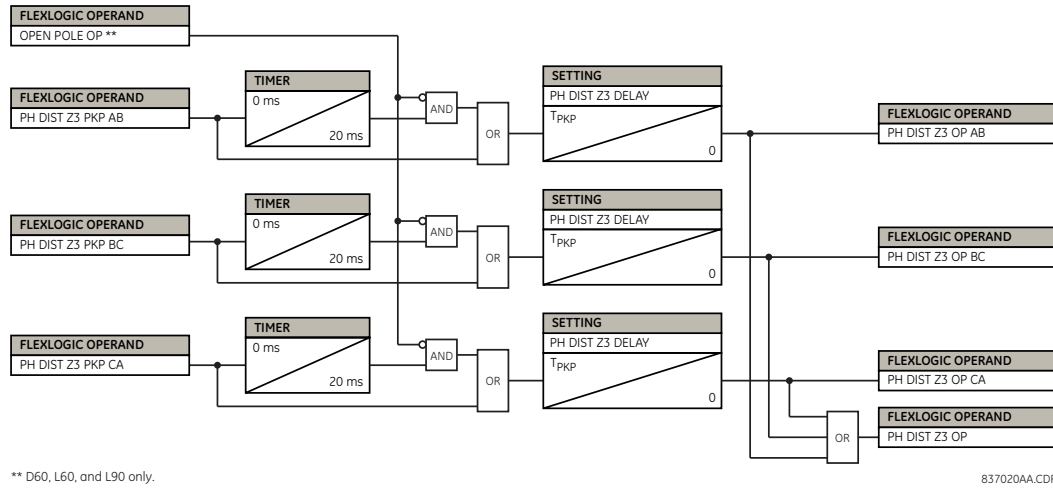 FLEXLOGIC OPERAND
OPEN POLE OP **
FLEXLOGIC OPERAND
PH DIST Z3 PKP AB
TIMER
0 ms
20 ms
AND
OR
SETTING
PH DIST Z3 DELAY
TPKP
0
FLEXLOGIC OPERAND
PH DIST Z3 OP AB
FLEXLOGIC OPERAND
PH DIST Z3 PKP BC
TIMER
0 ms
20 ms
AND
OR
SETTING
PH DIST Z3 DELAY
TPKP
0
FLEXLOGIC OPERAND
PH DIST Z3 OP BC
FLEXLOGIC OPERAND
PH DIST Z3 PKP CA
TIMER
0 ms
20 ms
AND
OR
SETTING
PH DIST Z3 DELAY
TPKP
0
FLEXLOGIC OPERAND
PH DIST Z3 OP CA
OR
FLEXLOGIC OPERAND
PH DIST Z3 OP
** D60, L60, and L90 only.
837020AA.CDR